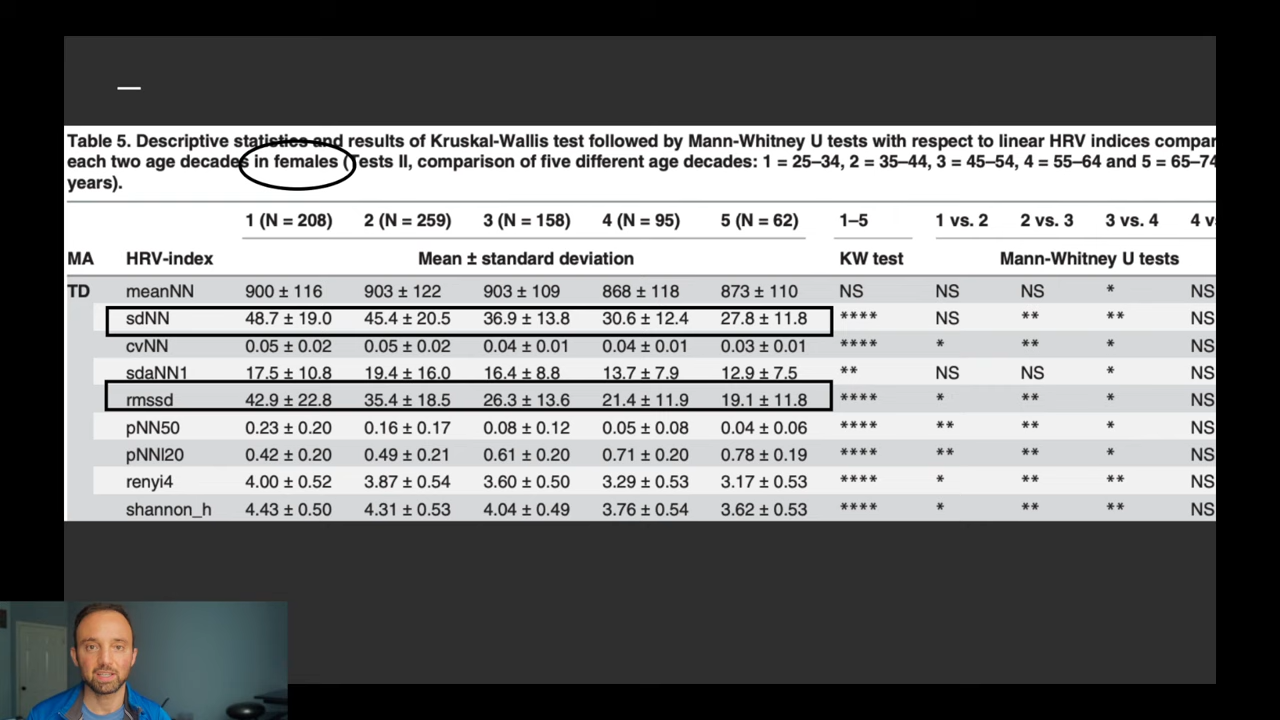 Table 5. Descriptive statistics and results of Kruskal-Wallis test followed by Mann-Whitney U tests with respect to linear HRV indices compar
each two age decades in females (Tests II, comparison of five different age decades: 1 = 25–34, 2 = 35–44, 3 = 45–54, 4 = 55–64 and 5 = 65–74
years).
1 (N = 208) 2 (N = 259) 3 (N = 158) 4 (N = 95) 5 (N = 62) 1–5 1 vs. 2 2 vs. 3 3 vs. 4 4 vs
MA HRV-index Mean ± standard deviation KW test Mann-Whitney U tests
TD meanNN 900 ± 116 903 ± 122 903 ± 109 868 ± 118 873 ± 110 NS NS NS * NS
sdNN 48.7 ± 19.0 45.4 ± 20.5 36.9 ± 13.8 30.6 ± 12.4 27.8 ± 11.8 **** NS ** ** NS
cvNN 0.05 ± 0.02 0.05 ± 0.02 0.04 ± 0.01 0.04 ± 0.01 0.03 ± 0.01 **** * ** * NS
sdaNN1 17.5 ± 10.8 19.4 ± 16.0 16.4 ± 8.8 13.7 ± 7.9 12.9 ± 7.5 ** NS NS * NS
rmssd 42.9 ± 22.8 35.4 ± 18.5 26.3 ± 13.6 21.4 ± 11.9 19.1 ± 11.8 **** * ** * NS
pNN50 0.23 ± 0.20 0.16 ± 0.17 0.08 ± 0.12 0.05 ± 0.08 0.04 ± 0.06 **** ** ** * NS
pNNl20 0.42 ± 0.20 0.49 ± 0.21 0.61 ± 0.20 0.71 ± 0.20 0.78 ± 0.19 **** ** ** * NS
renyi4 4.00 ± 0.52 3.87 ± 0.54 3.60 ± 0.50 3.29 ± 0.53 3.17 ± 0.53 **** * ** ** NS
shannon_h 4.43 ± 0.50 4.31 ± 0.53 4.04 ± 0.49 3.76 ± 0.54 3.62 ± 0.53 **** * ** ** NS